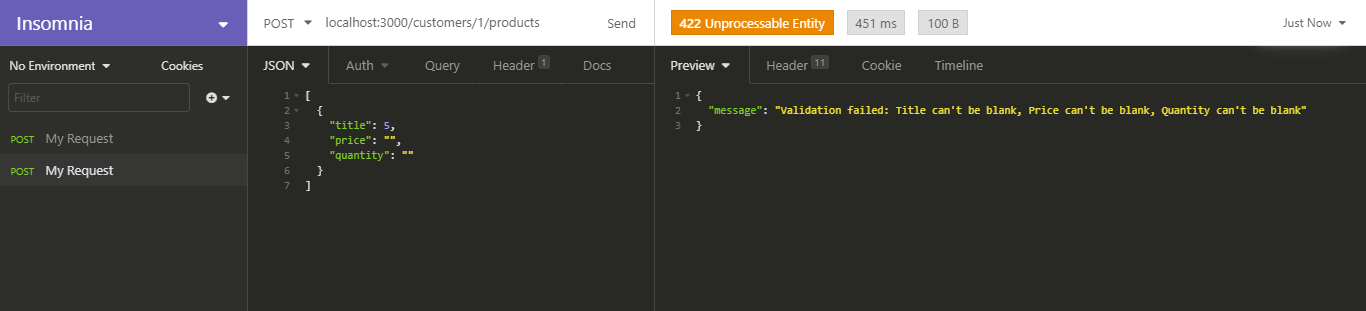 Insomnia
POST localhost:3000/customers/1/products Send
422 Unprocessable Entity 451 ms 100 B Just Now
No Environment Cookies
Filter
POST My Request
POST My Request
JSON Auth Query Header 1 Docs
1 [
2 {
3 "title": 5,
4 "price": "",
5 "quantity": ""
6 }
7 ]
Preview Header 11 Cookie Timeline
1 {
2 "message": "Validation failed: Title can't be blank, Price can't be blank, Quantity can't be blank"
3 }